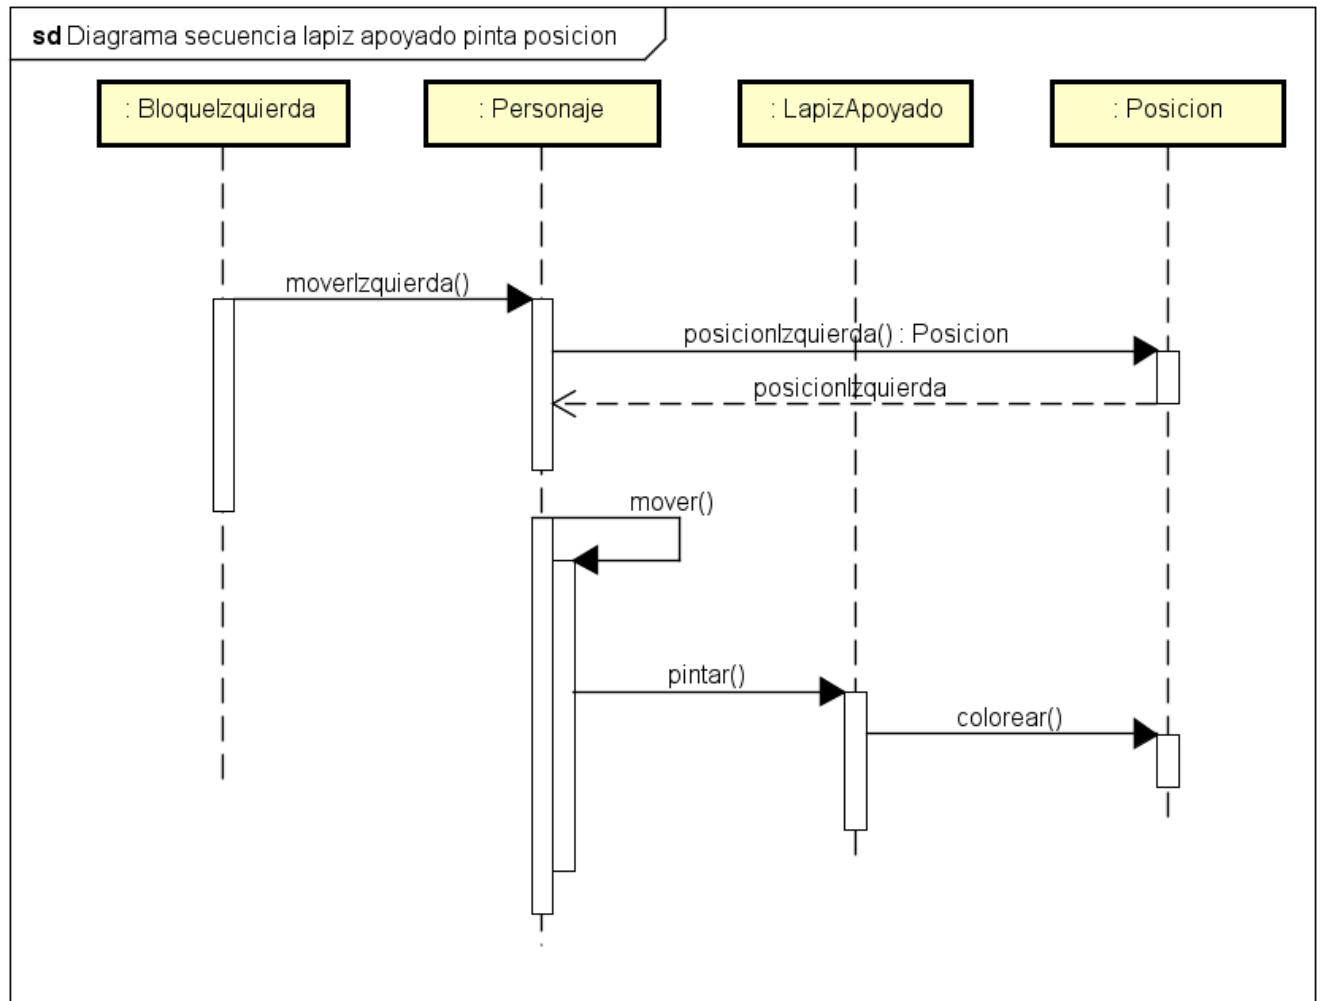 sd Diagrama secuencia lapiz apoyado pinta posicion
: BloqueIzquierda
: Personaje
: LapizApoyado
: Posicion
moverIzquierda()
posicionIzquierda() : Posicion
posicionIzquierda
mover()
pintar()
colorear()